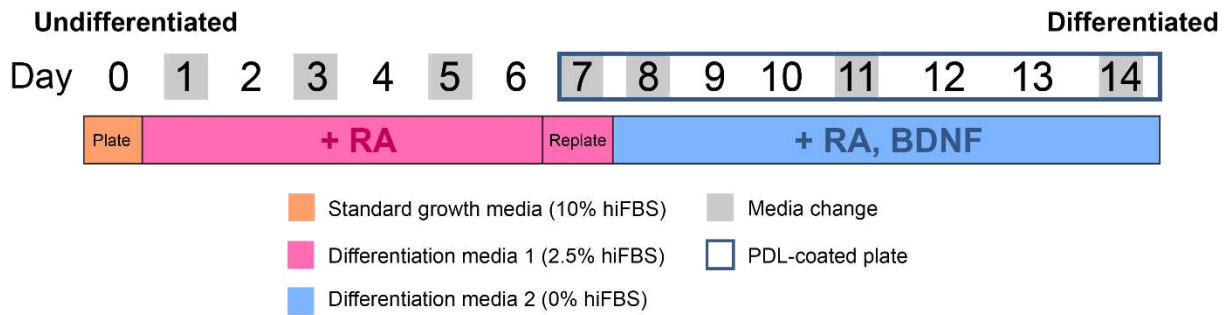 Undifferentiated Differentiated
Day 0 1 2 3 4 5 6 7 8 9 10 11 12 13 14
Plate + RA Replate + RA, BDNF
Standard growth media (10% hiFBS) Media change
Differentiation media 1 (2.5% hiFBS) PDL-coated plate
Differentiation media 2 (0% hiFBS)